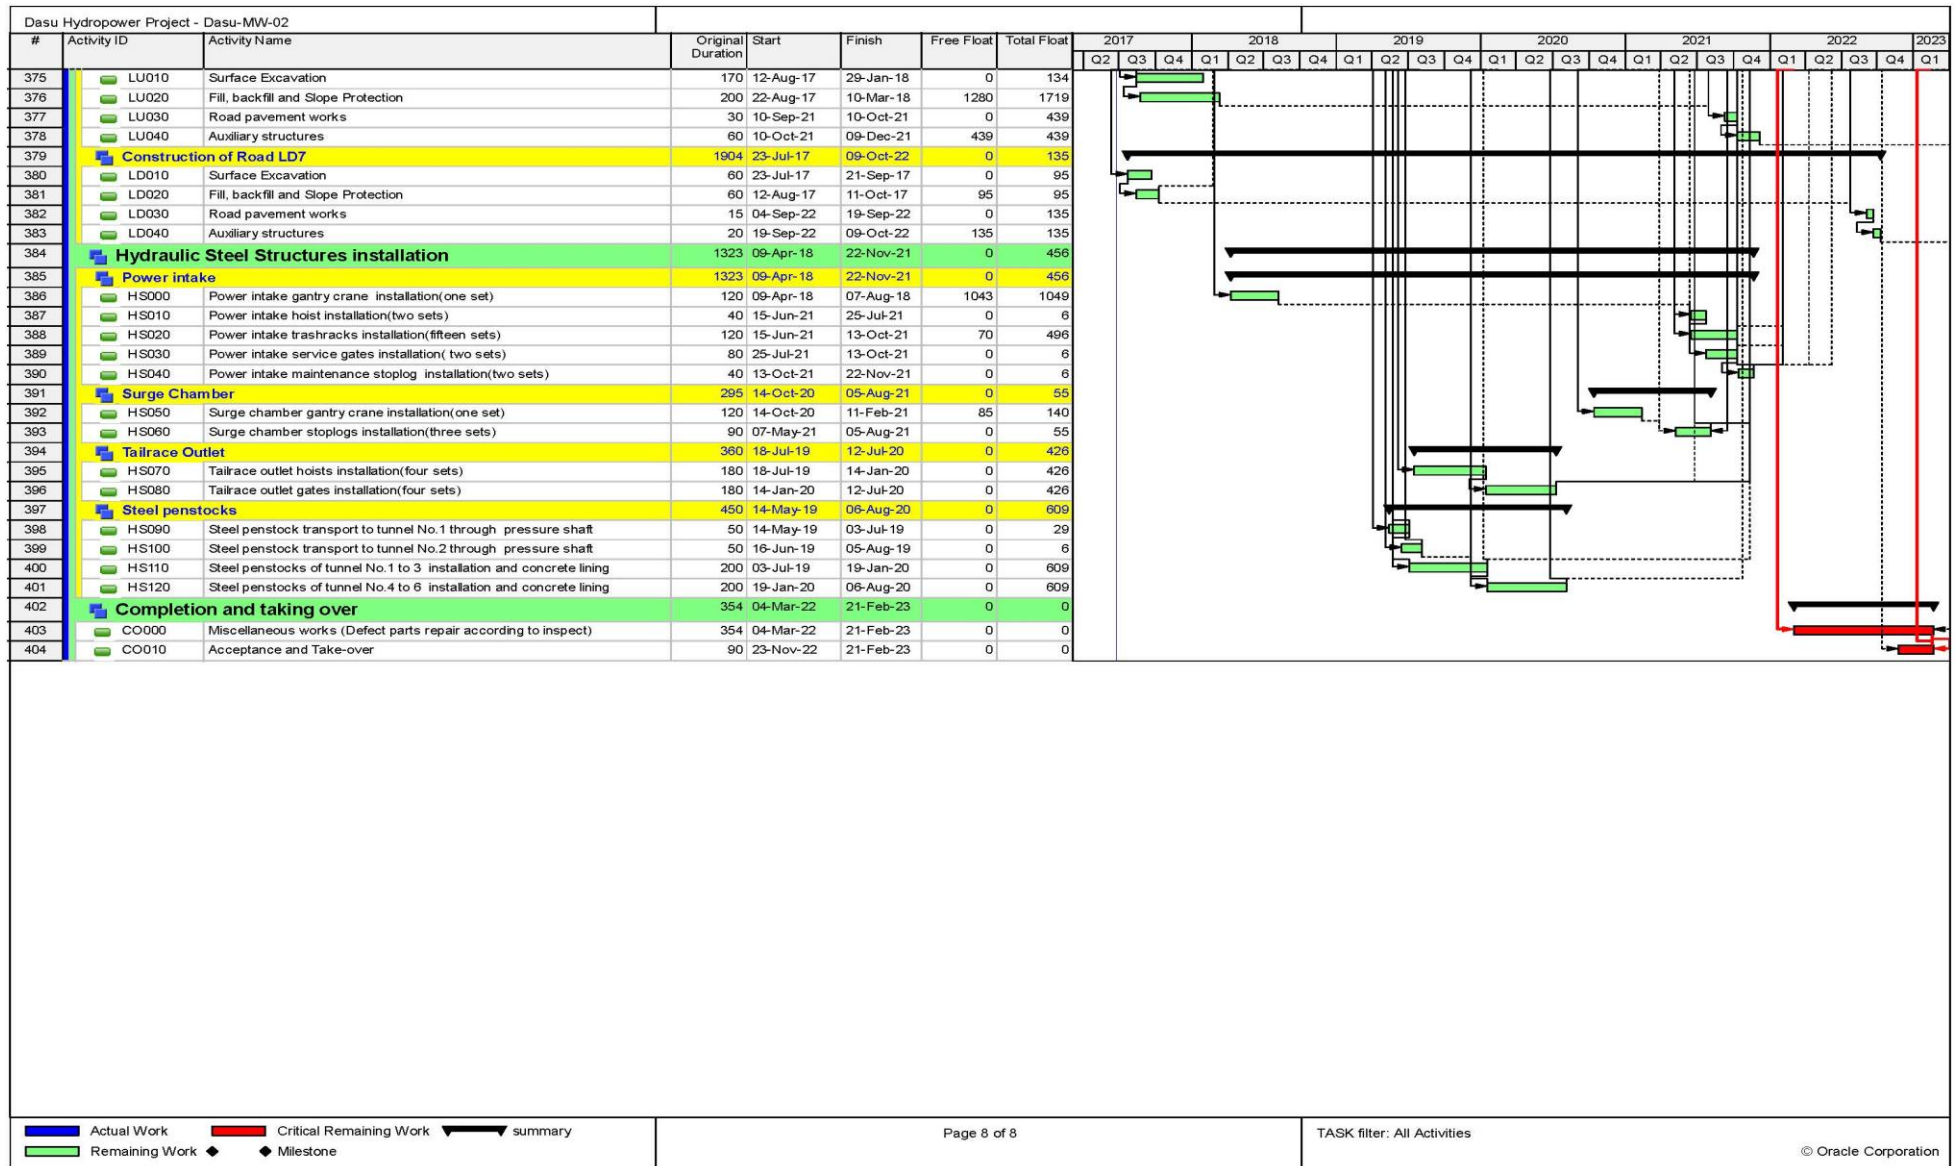 Dasu Hydropower Project - Dasu-MW-02
# Activity ID Activity Name Original Duration Start Finish Free Float Total Float 2017 2018 2019 2020 2021 2022 2023
Q2 Q3 Q4 Q1 Q2 Q3 Q4 Q1 Q2 Q3 Q4 Q1 Q2 Q3 Q4 Q1 Q2 Q3 Q4 Q1 Q2 Q3 Q4 Q1
375 LU010 Surface Excavation 170 12-Aug-17 29-Jan-18 0 134
376 LU020 Fill, backfill and Slope Protection 200 22-Aug-17 10-Mar-18 1280 1719
377 LU030 Road pavement works 30 10-Sep-21 10-Oct-21 0 439
378 LU040 Auxiliary structures 60 10-Oct-21 09-Dec-21 439 439
379 Construction of Road LD7 1904 23-Jul-17 09-Oct-22 0 135
380 LD010 Surface Excavation 60 23-Jul-17 21-Sep-17 0 95
381 LD020 Fill, backfill and Slope Protection 60 12-Aug-17 11-Oct-17 95 95
382 LD030 Road pavement works 15 04-Sep-22 19-Sep-22 0 135
383 LD040 Auxiliary structures 20 19-Sep-22 09-Oct-22 135 135
384 Hydraulic Steel Structures installation 1323 09-Apr-18 22-Nov-21 0 456
385 Power intake 1323 09-Apr-18 22-Nov-21 0 456
386 HS000 Power intake gantry crane installation(one set) 120 09-Apr-18 07-Aug-18 1043 1049
387 HS010 Power intake hoist installation(two sets) 40 15-Jun-21 25-Jul-21 0 6
388 HS020 Power intake trashracks installation(fifteen sets) 120 15-Jun-21 13-Oct-21 70 496
389 HS030 Power intake service gates installation( two sets) 80 25-Jul-21 13-Oct-21 0 6
390 HS040 Power intake maintenance stoplog installation(two sets) 40 13-Oct-21 22-Nov-21 0 6
391 Surge Chamber 295 14-Oct-20 05-Aug-21 0 55
392 HS050 Surge chamber gantry crane installation(one set) 120 14-Oct-20 11-Feb-21 85 140
393 HS060 Surge chamber stoplogs installation(three sets) 90 07-May-21 05-Aug-21 0 55
394 Tailrace Outlet 360 18-Jul-19 12-Jul-20 0 426
395 HS070 Tailrace outlet hoists installation(four sets) 180 18-Jul-19 14-Jan-20 0 426
396 HS080 Tailrace outlet gates installation(four sets) 180 14-Jan-20 12-Jul-20 0 426
397 Steel penstocks 450 14-May-19 06-Aug-20 0 609
398 HS090 Steel penstock transport to tunnel No.1 through pressure shaft 50 14-May-19 03-Jul-19 0 29
399 HS100 Steel penstock transport to tunnel No.2 through pressure shaft 50 16-Jun-19 05-Aug-19 0 6
400 HS110 Steel penstocks of tunnel No.1 to 3 installation and concrete lining 200 03-Jul-19 19-Jan-20 0 609
401 HS120 Steel penstocks of tunnel No.4 to 6 installation and concrete lining 200 19-Jan-20 06-Aug-20 0 609
402 Completion and taking over 354 04-Mar-22 21-Feb-23 0 0
403 CO000 Miscellaneous works (Defect parts repair according to inspect) 354 04-Mar-22 21-Feb-23 0 0
404 CO010 Acceptance and Take-over 90 23-Nov-22 21-Feb-23 0 0
Actual Work Critical Remaining Work summary
Remaining Work Milestone
Page 8 of 8
TASK filter: All Activities
© Oracle Corporation